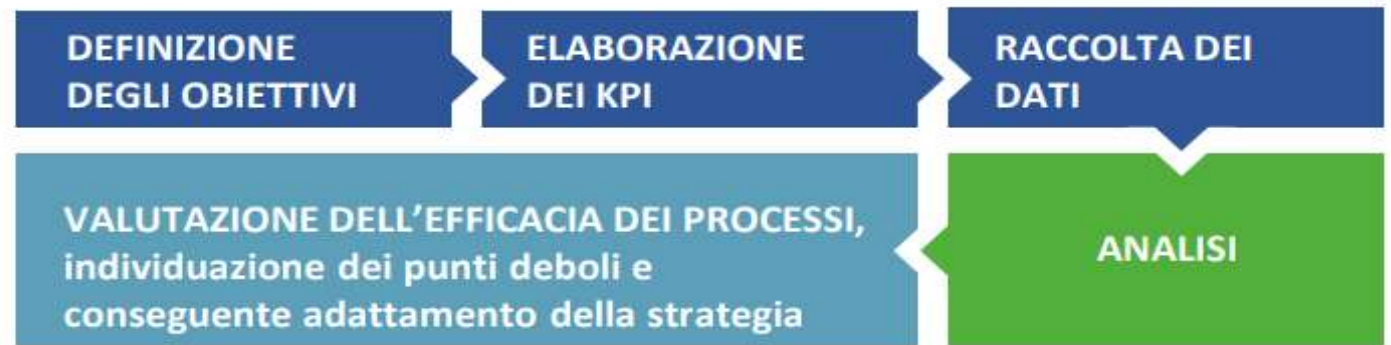 DEFINIZIONE
DEGLI OBIETTIVI
ELABORAZIONE
DEI KPI
RACCOLTA DEI
DATI
ANALISI
VALUTAZIONE DELL’EFFICACIA DEI PROCESSI,
individuazione dei punti deboli e
conseguente adattamento della strategia